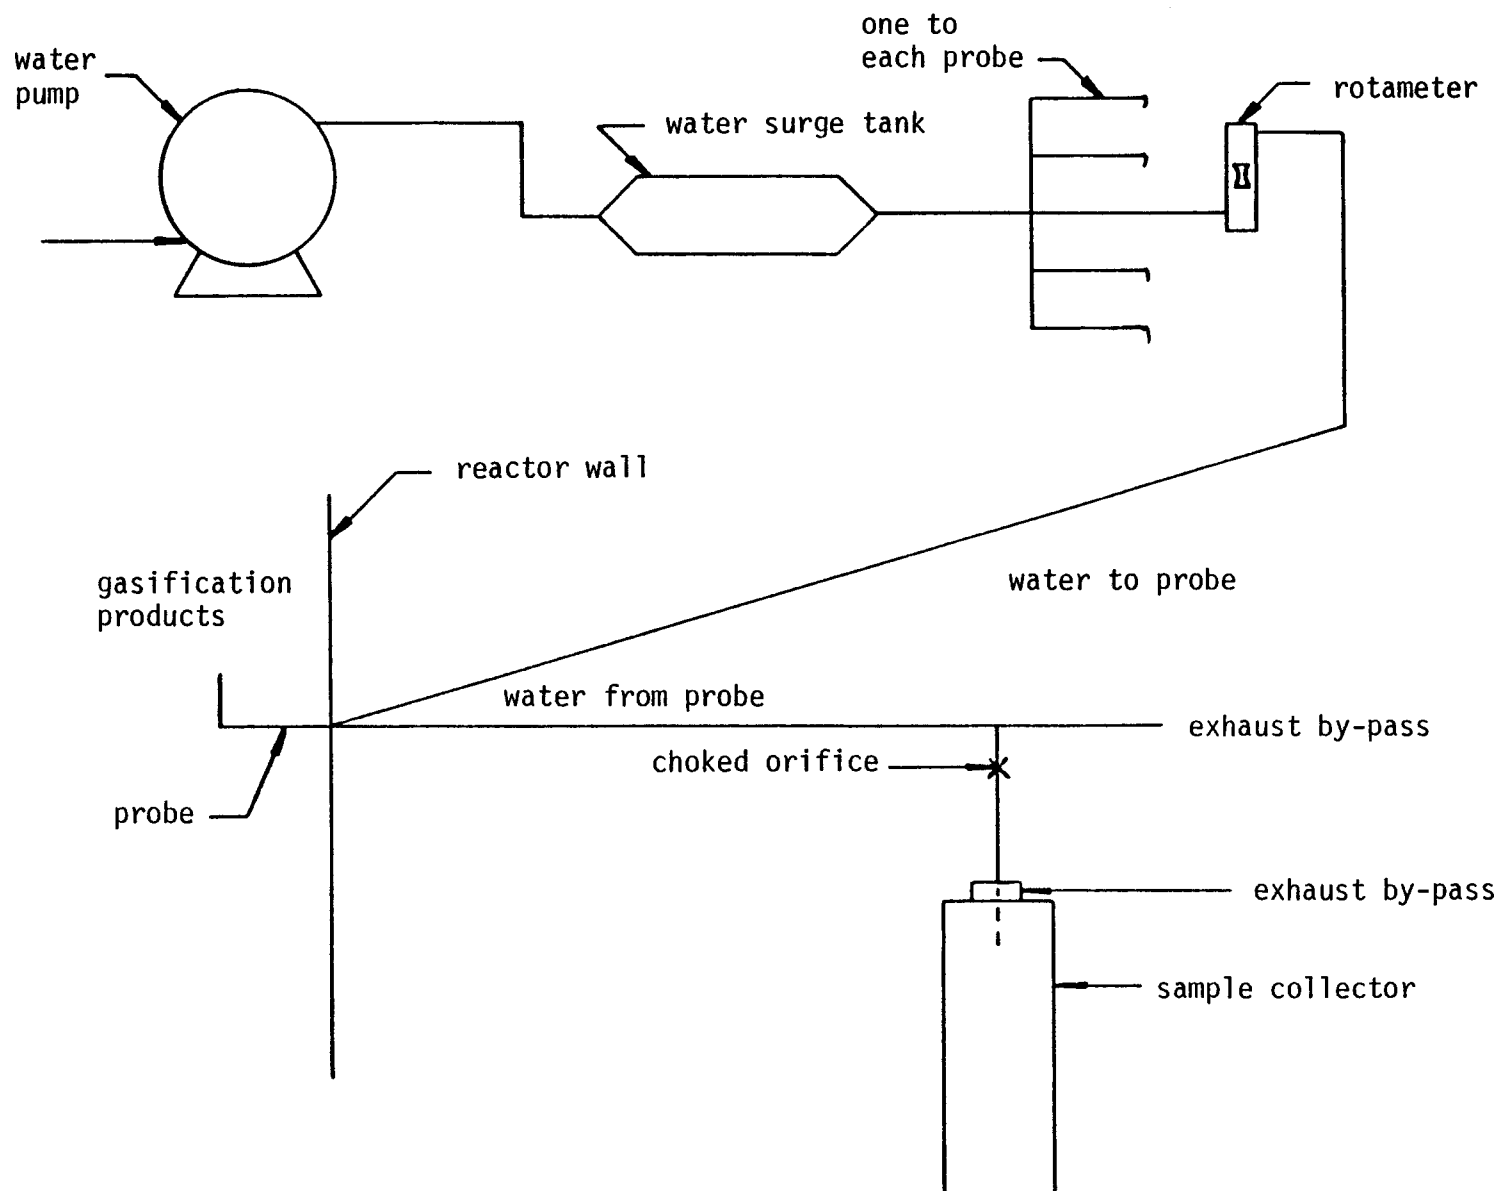 one to
each probe
water
pump
rotameter
water surge tank
reactor wall
gasification
products
water to probe
water from probe
exhaust by-pass
choked orifice
probe
exhaust by-pass
sample collector